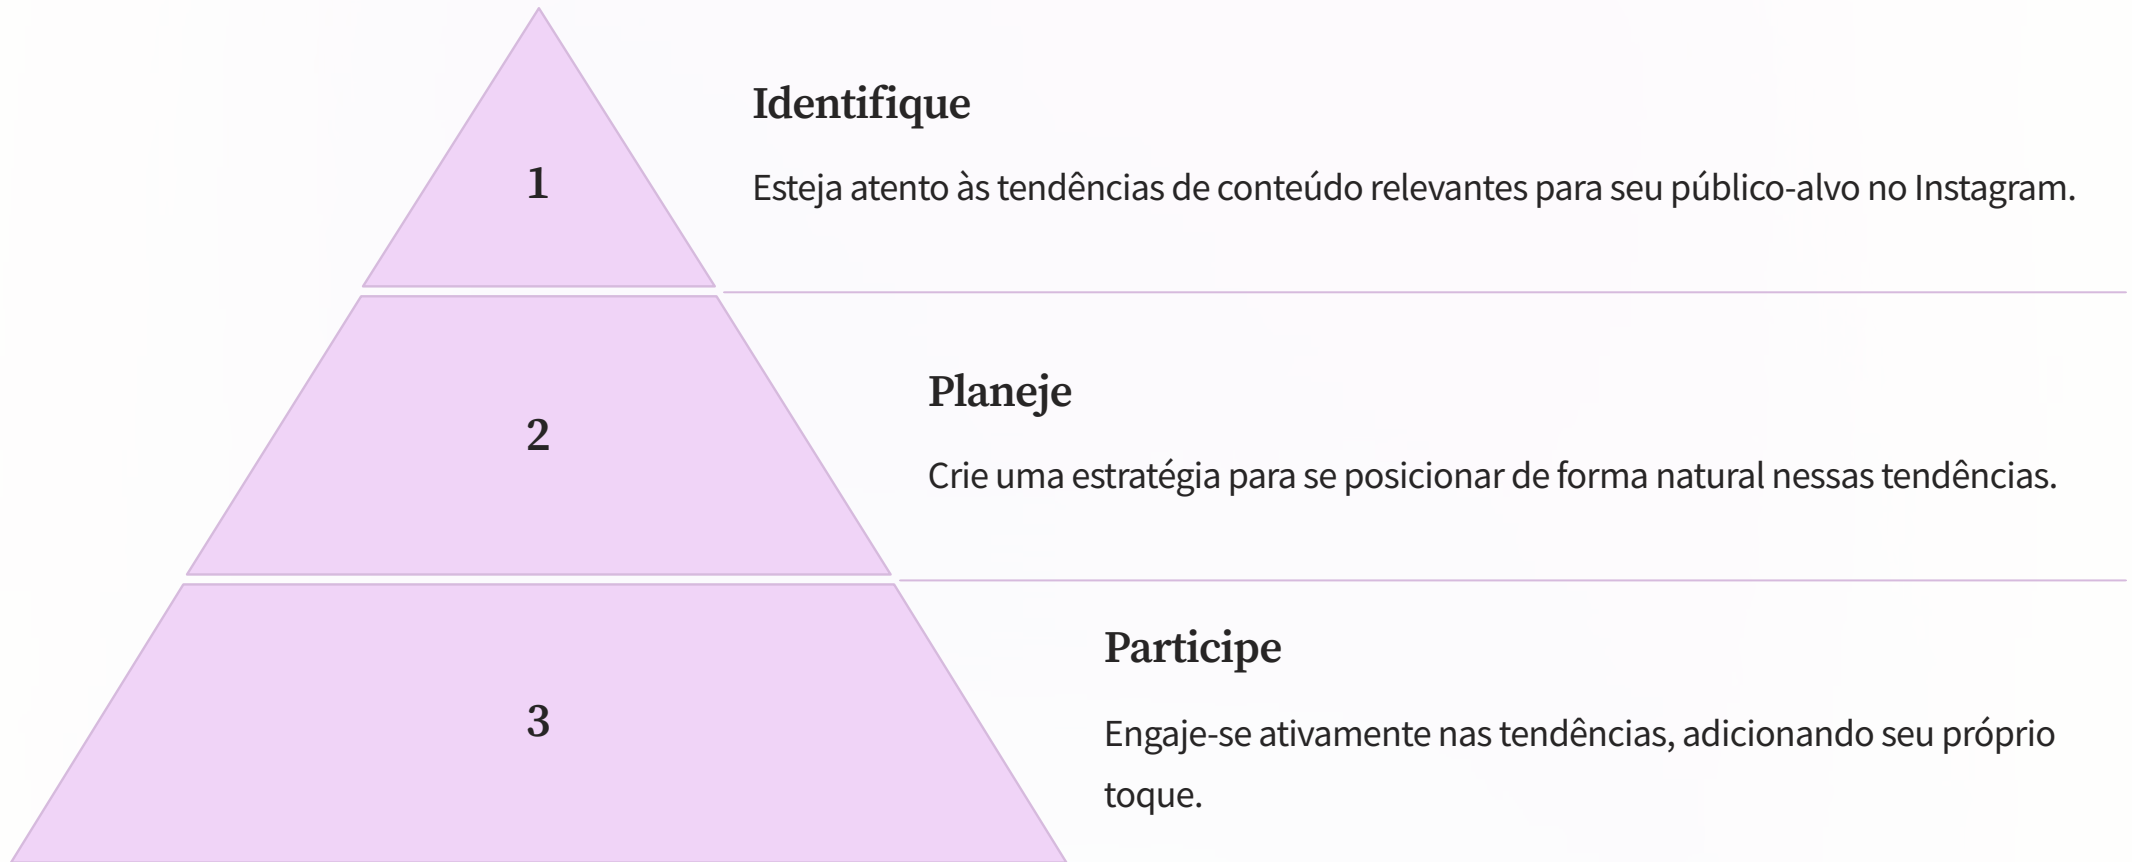 1
Identifique
Esteja atento às tendências de conteúdo relevantes para seu público-alvo no Instagram.
2
Planeje
Crie uma estratégia para se posicionar de forma natural nessas tendências.
3
Participe
Engaje-se ativamente nas tendências, adicionando seu próprio
toque.